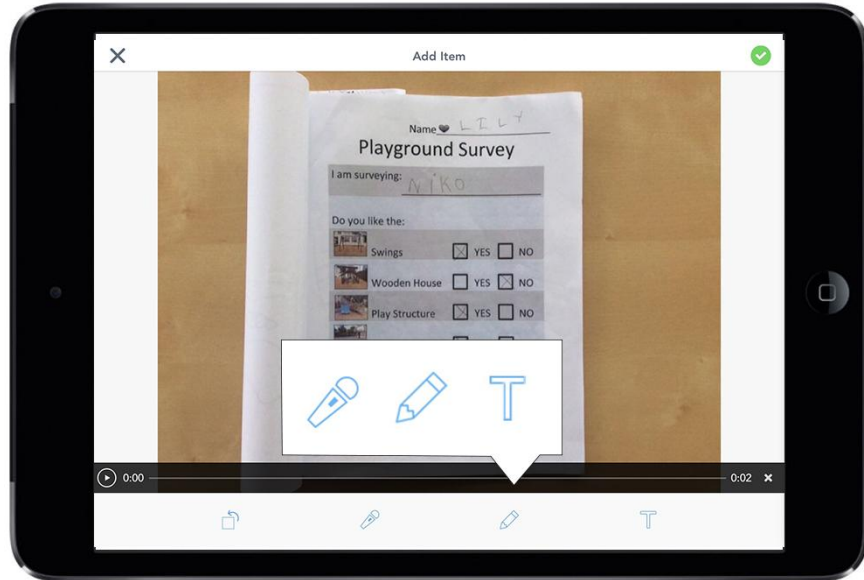 Add Item
Name LILY
Playground Survey
I am surveying: NiKO
Do you like the:
Swings YES NO
Wooden House YES NO
Play Structure YES NO
T
0:00 0:02
T